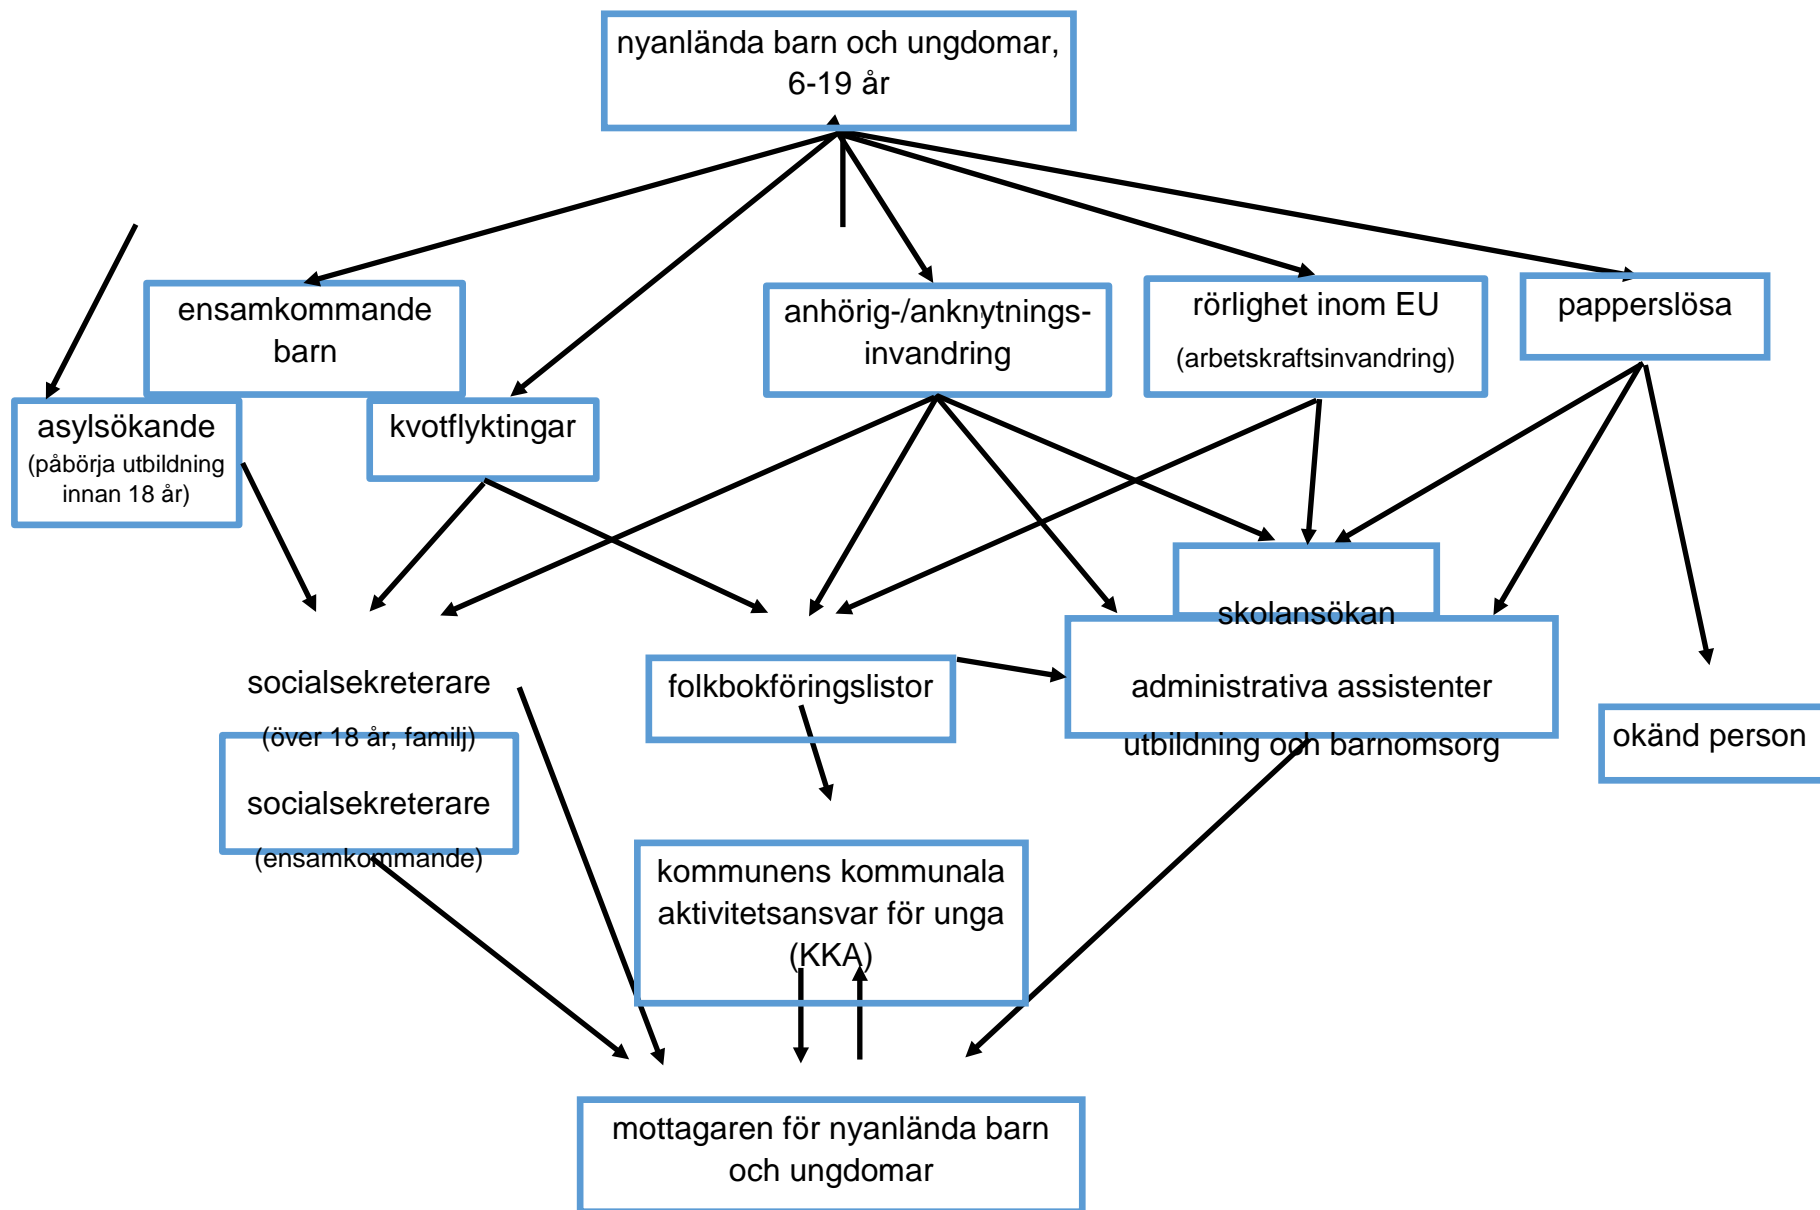 nyanlända barn och ungdomar,
6-19 år
ensamkommande
barn
anhörig-/anknytnings-
invandring
rörlighet inom EU
(arbetskraftsinvandring)
papperslösa
asylsökande
(påbörja utbildning
innan 18 år)
kvotflyktingar
skolansökan
socialsekreterare
(över 18 år, familj)
socialsekreterare
(ensamkommande)
folkbokföringslistor
administrativa assistenter
utbildning och barnomsorg
okänd person
kommunens kommunala
aktivitetsansvar för unga
(KKA)
mottagaren för nyanlända barn
och ungdomar